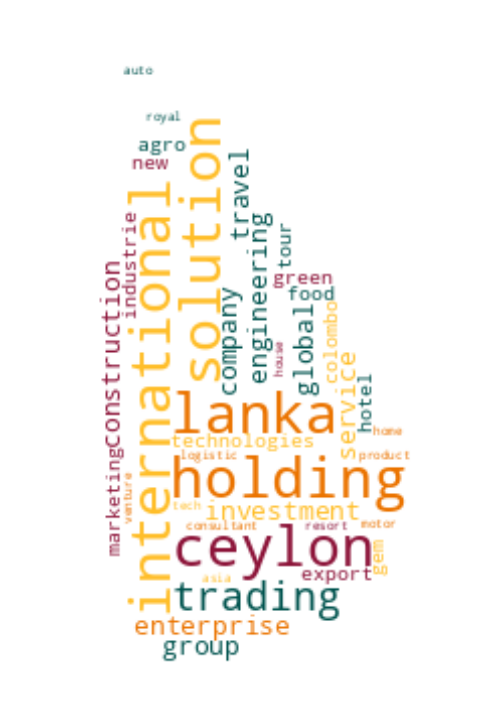 auto
royal
agro
new
solution
international
travel
industrie
engineering
tour
construction
green
food
company
global
colombo
house
service
hotel
lanka
home
technologies
marketing
logistic
product
holding
venture
tech
investment
consultant
resort
motor
ceylon
gem
export
asia
trading
enterprise
group